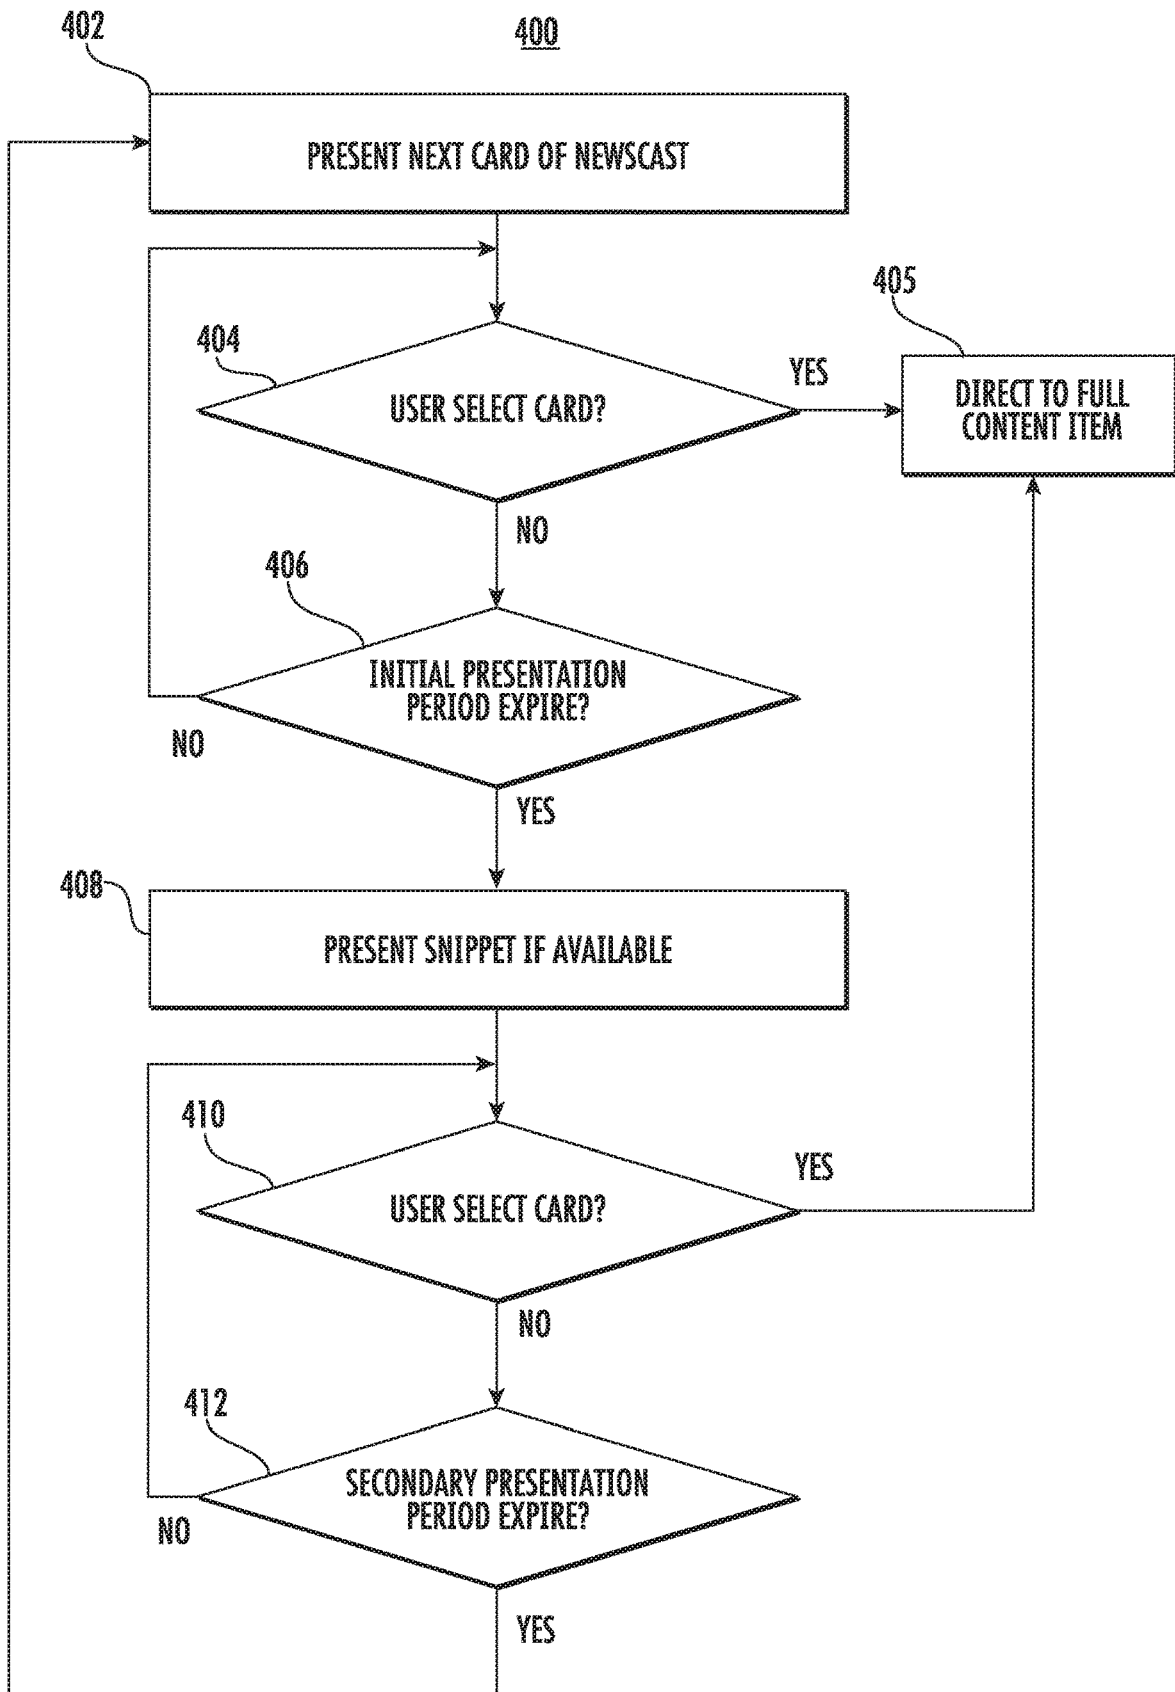 402
400
PRESENT NEXT CARD OF NEWSCAST
405
404
USER SELECT CARD?
YES
DIRECT TO FULL
CONTENT ITEM
NO
406
INITIAL PRESENTATION
PERIOD EXPIRE?
NO
YES
408
PRESENT SNIPPET IF AVAILABLE
410
USER SELECT CARD?
YES
NO
412
SECONDARY PRESENTATION
PERIOD EXPIRE?
NO
YES